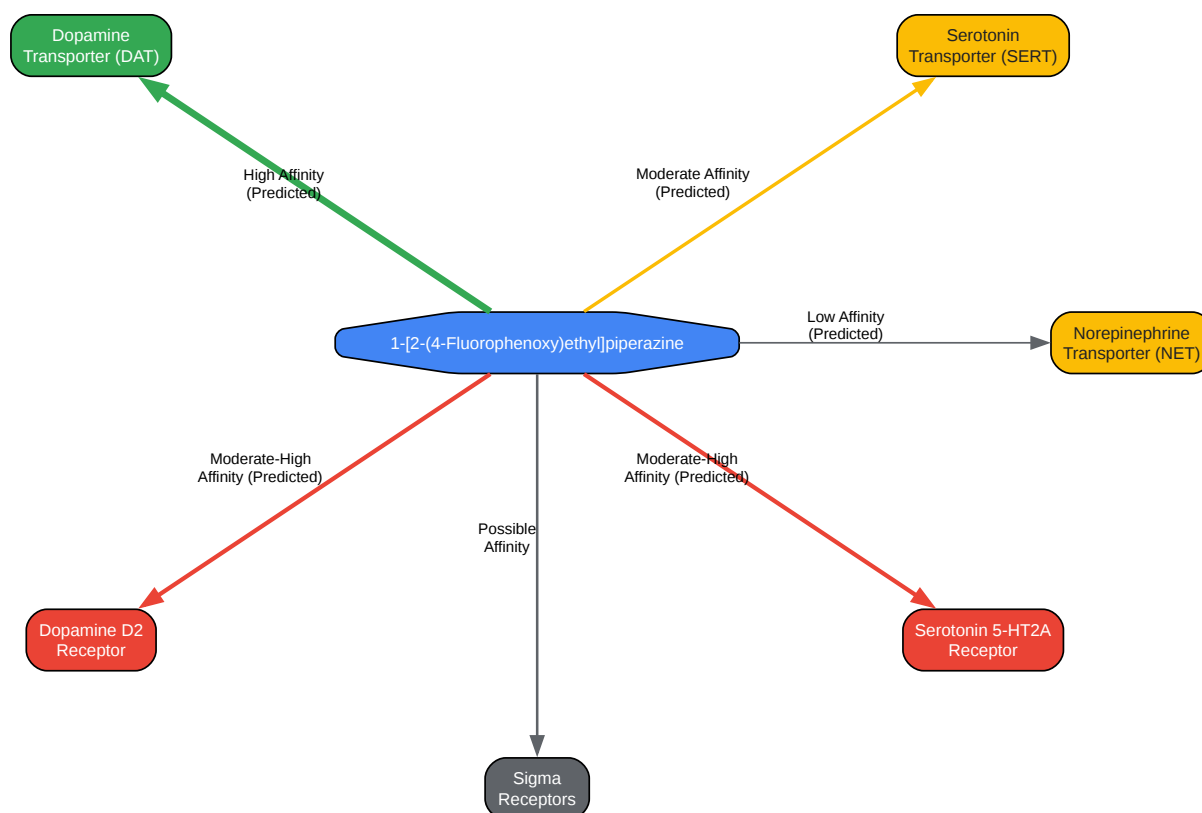 Dopamine
Transporter (DAT)
Serotonin
Transporter (SERT)
High Affinity
(Predicted)
Moderate Affinity
(Predicted)
Low Affinity
(Predicted)
1-[2-(4-Fluorophenoxy)ethyl]piperazine
Norepinephrine
Transporter (NET)
Moderate-High
Affinity (Predicted)
Moderate-High
Affinity (Predicted)
Possible
Affinity
Dopamine D2
Receptor
Serotonin 5-HT2A
Receptor
Sigma
Receptors